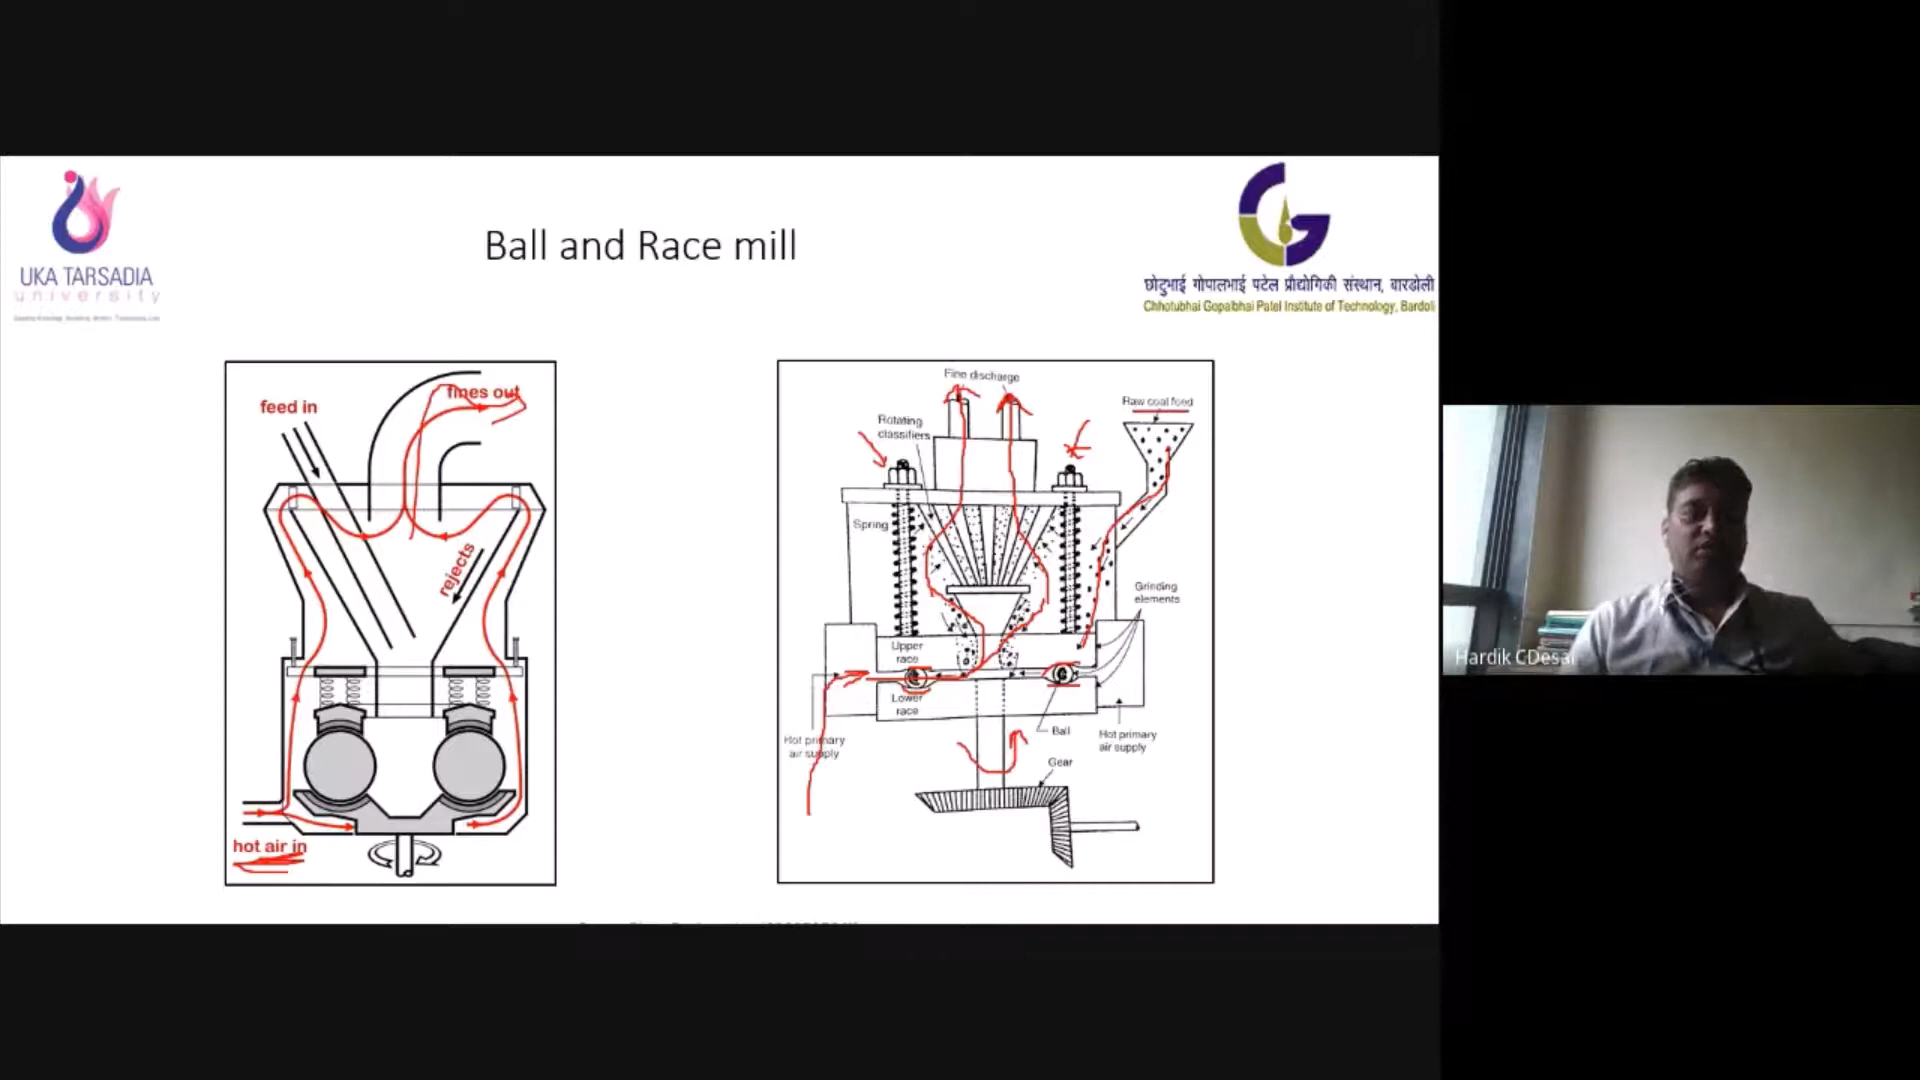 UKA TARSADIA
university
Ball and Race mill
छोटुभाई गोपालभाई पटेल प्रौद्योगिकी संस्थान, बारडोली
Chhotubhai Gopalbhai Patel Institute of Technology, Bardoli
feed in
fines out
rejects
hot air in
Fine discharge
Raw coal feed
Rotating
classifiers
Spring
Grinding
elements
Upper
race
Lower
race
Hot primary
air supply
Ball
Hot primary
air supply
Gear
Hardik CDesai